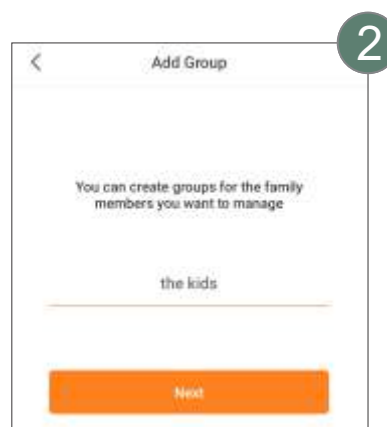 2
Add Group
You can create groups for the family
members you want to manage
the kids
Next